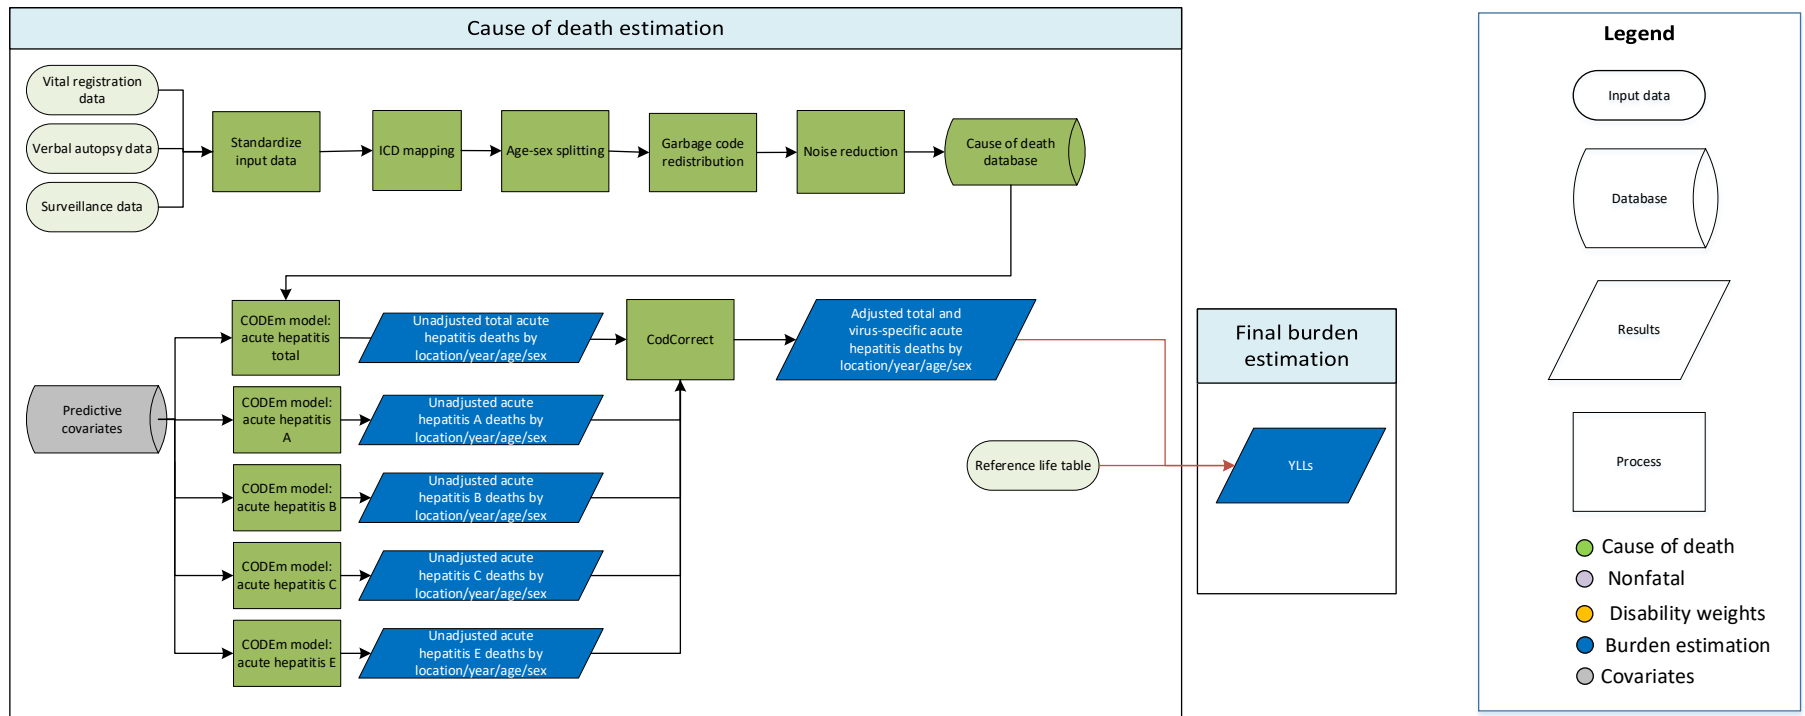 Cause of death estimation
Vital registration
data
Verbal autopsy data
Surveillance data
Standardize
input data
ICD mapping
Age-sex splitting
Garbage code
redistribution
Noise reduction
Cause of death
database
Predictive
covariates
CODEm model:
acute hepatitis
total
Unadjusted total acute
hepatitis deaths by
location/year/age/sex
CodCorrect
Adjusted total and
virus-specific acute
hepatitis deaths by
location/year/age/sex
CODEm model:
acute hepatitis
A
Unadjusted acute
hepatitis A deaths by
location/year/age/sex
CODEm model:
acute hepatitis B
Unadjusted acute
hepatitis B deaths by
location/year/age/sex
CODEm model:
acute hepatitis C
Unadjusted acute
hepatitis C deaths by
location/year/age/sex
CODEm model:
acute hepatitis E
Unadjusted acute
hepatitis E deaths by
location/year/age/sex
Reference life table
Final burden
estimation
YLLs
Legend
Input data
Database
Results
Process
Cause of death
Nonfatal
Disability weights
Burden estimation
Covariates